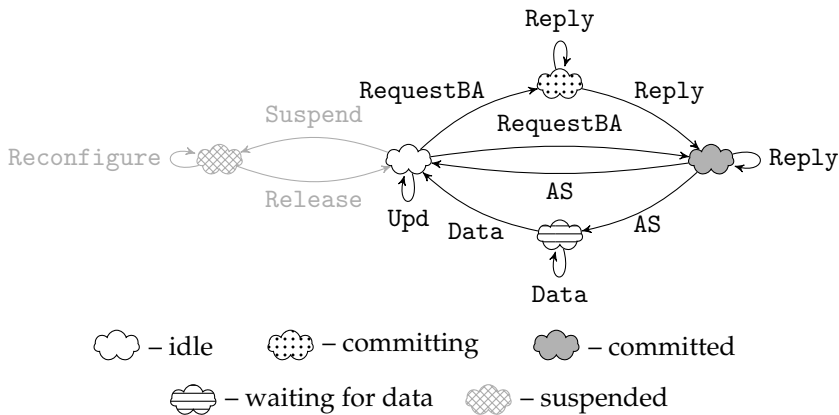 Reply
RequestBA
Reply
Suspend
RequestBA
Reconfigure
Reply
AS
Release
Upd
Data
AS
Data
– idle
– committing
– committed
– waiting for data
– suspended